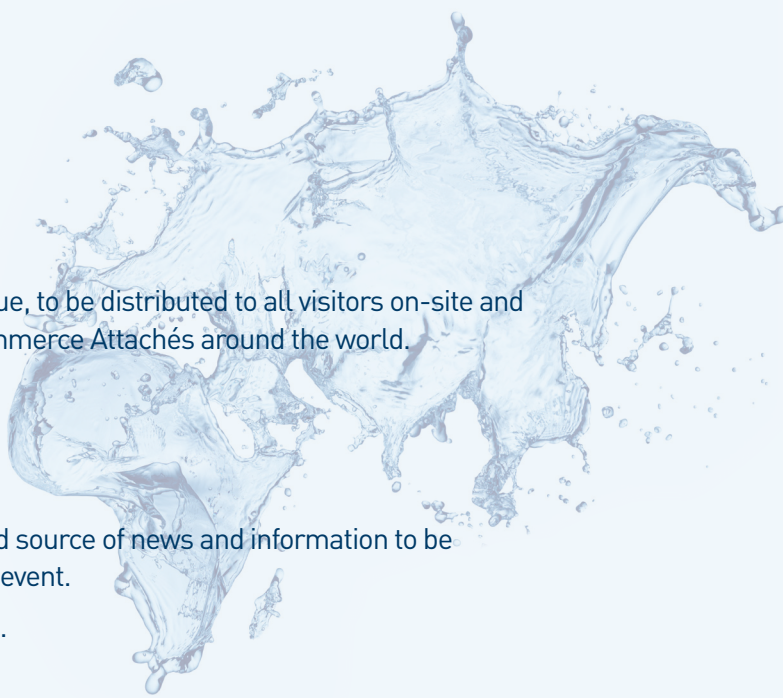 ue, to be distributed to all visitors on-site and
mmerce Attachés around the world.
d source of news and information to be
event.
.